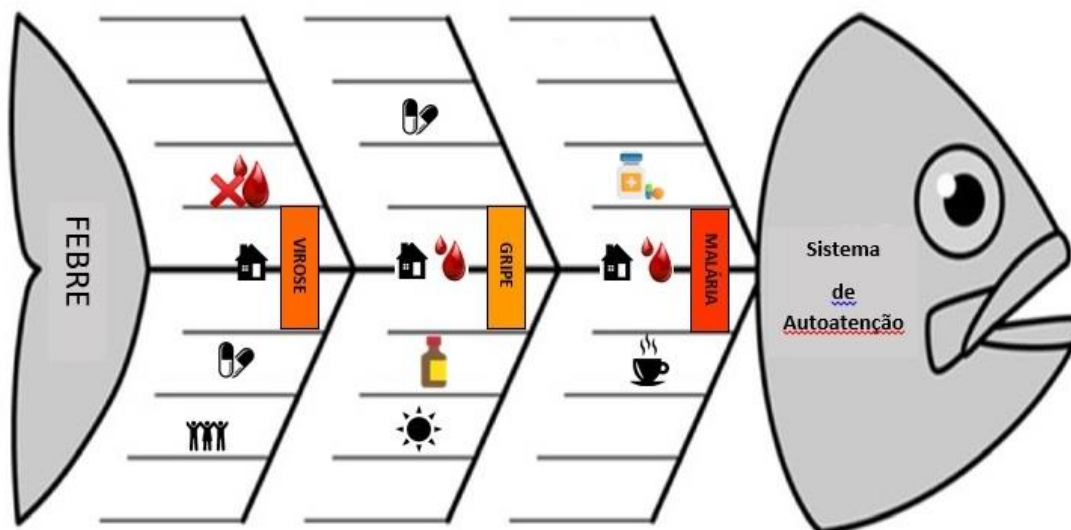 FEBRE
VIROSE
GRIPE
MALÁRIA
Sistema
de
Autoatenção